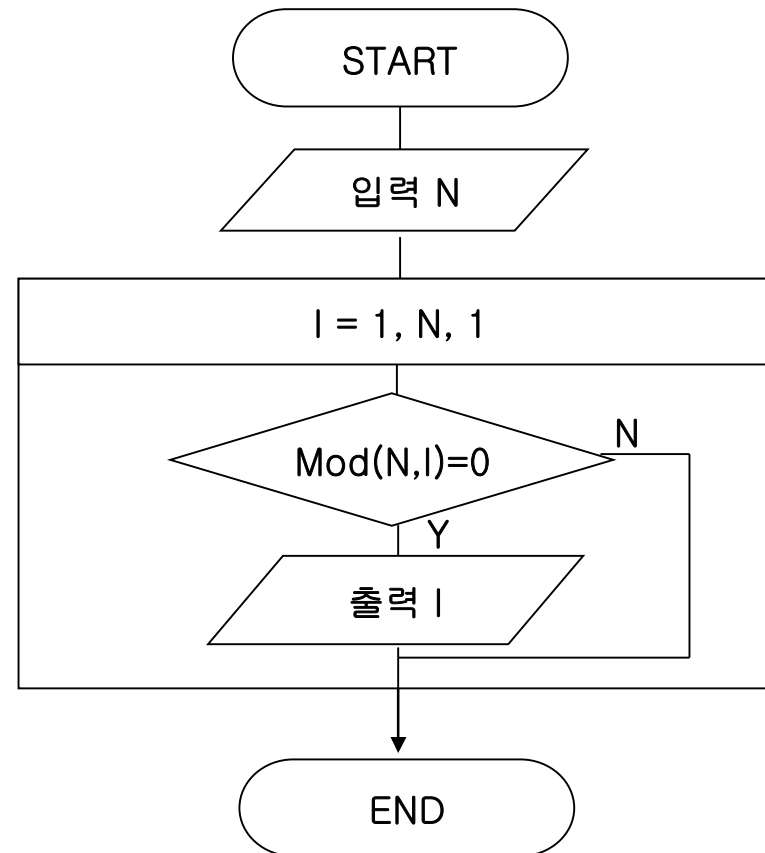 START
입력 N
I = 1, N, 1
Mod(N,I)=0
N
Y
출력 I
END